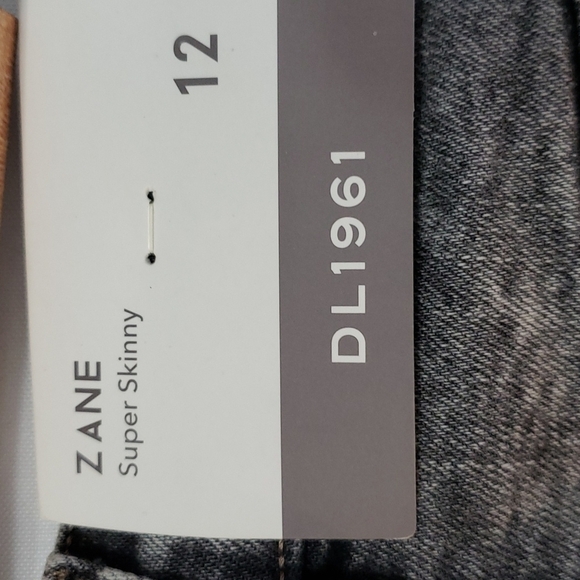 ZANE
Super Skinny
12
DL1961